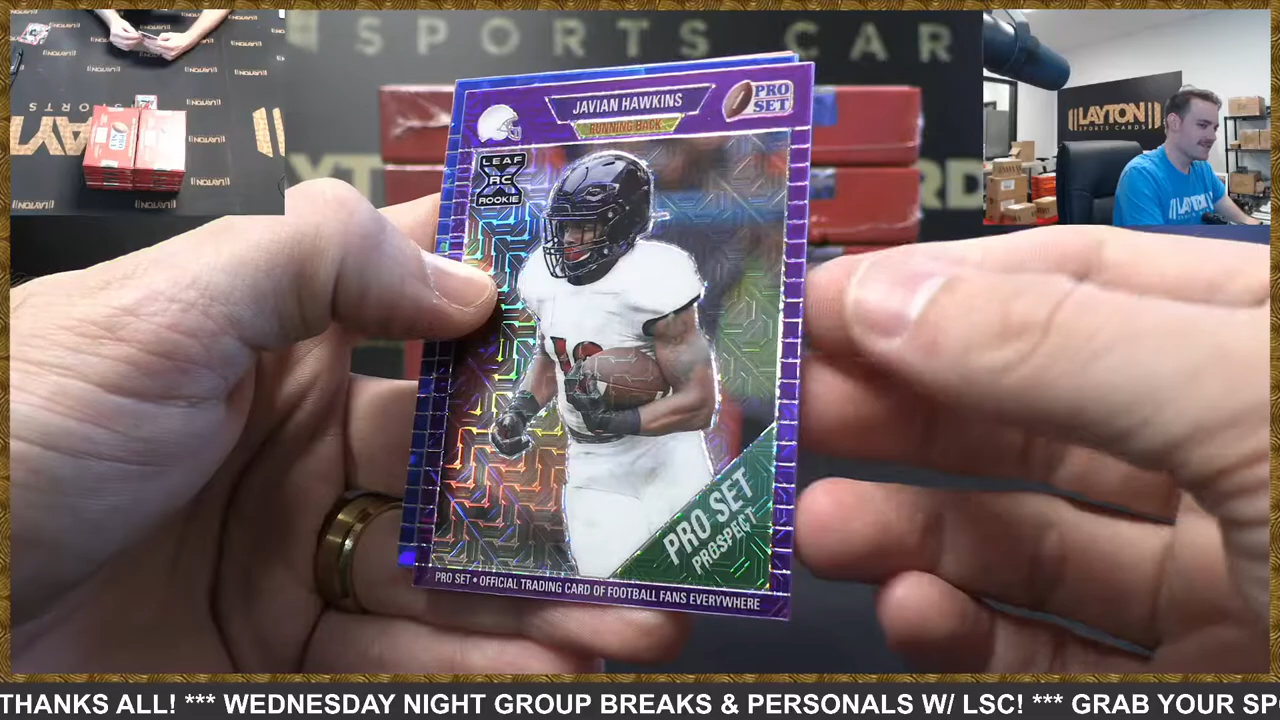 SPORTS CAR
LAYTON
SPORTS CARDS
JAVIAN HAWKINS
RUNNING BACK
PRO
SET
LEAF
RC
ROOKIE
PRO SET
PROSPECT
PRO SET • OFFICIAL TRADING CARD OF FOOTBALL FANS EVERYWHERE
LAYTON
THANKS ALL! *** WEDNESDAY NIGHT GROUP BREAKS & PERSONALS W/ LSC! *** GRAB YOUR SP